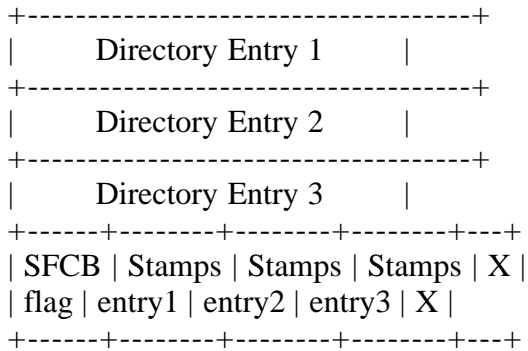 +---------------------------------------+
|        Directory Entry 1        |
+---------------------------------------+
|        Directory Entry 2        |
+---------------------------------------+
|        Directory Entry 3        |
+------+--------+--------+--------+---+
| SFCB | Stamps | Stamps | Stamps | X |
| flag | entry1 | entry2 | entry3 | X |
+------+--------+--------+--------+---+